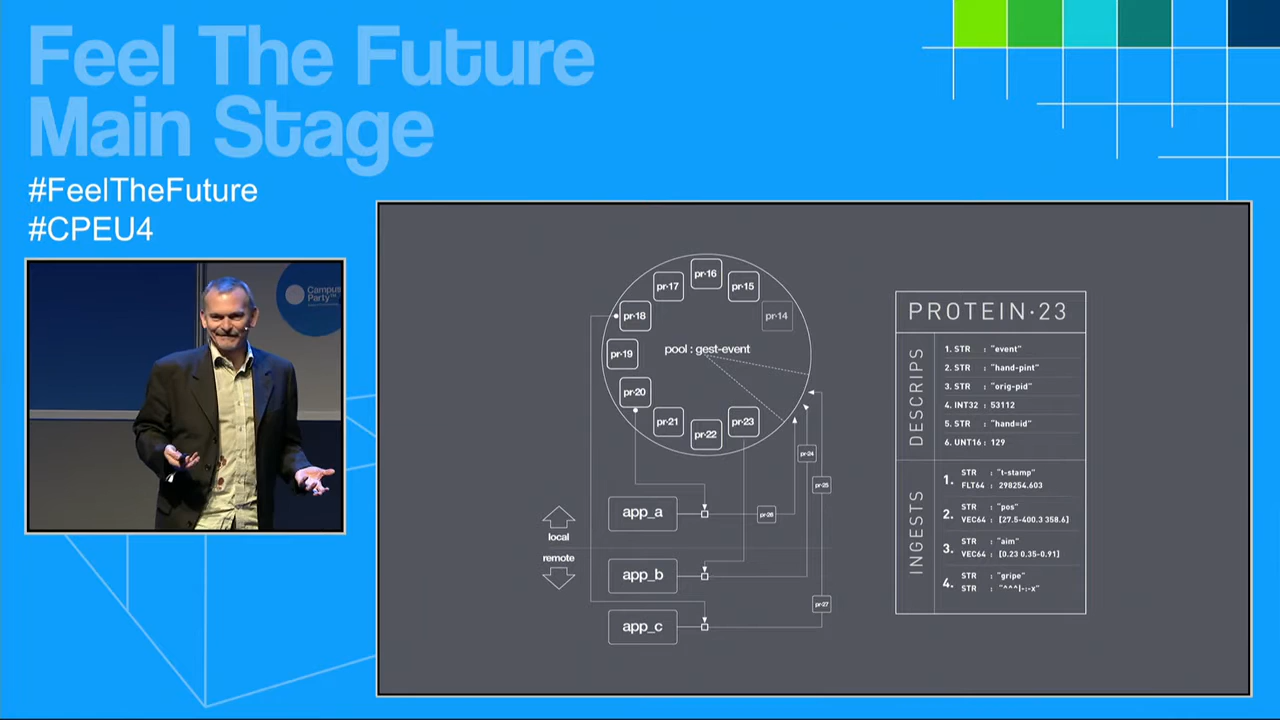 Feel The Future
Main Stage
#FeelTheFuture
#CPEU4
Campus
Party
pr·16
pr·17
pr·15
pr·18
pr·14
pr·19
pool : gest-event
pr·20
pr·21
pr·22
pr·23
pr·24
pr·25
app_a
pr·26
local
remote
app_b
pr·27
app_c
PROTEIN·23
DESCRIPS
1. STR : "event"
2. STR : "hand-pint"
3. STR : "orig-pid"
4. INT32 : 53112
5. STR : "hand=id"
6. UNT16 : 129
INGESTS
1. STR : "t-stamp"
FLT64 : 298254.603
2. STR : "pos"
VEC64 : [27.5-400.3 358.6]
3. STR : "aim"
VEC64 : [0.23 0.35-0.91]
4. STR : "gripe"
STR : "^^^|-:-x"